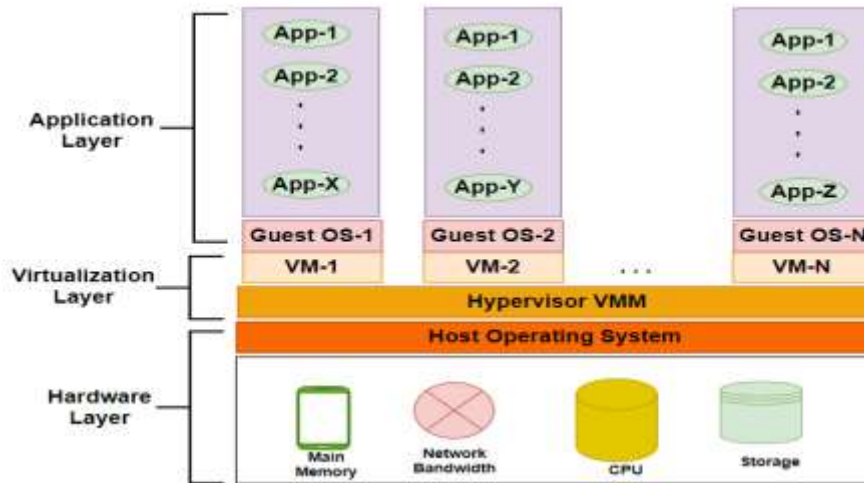 App-1
App-1
App-1
App-2
App-2
App-2
Application
Layer
App-X
App-Y
App-Z
Guest OS-1
Guest OS-2
Guest OS-N
VM-1
VM-2
VM-N
Virtualization
Layer
Hypervisor VMM
Host Operating System
Hardware
Layer
Main
Memory
Network
Bandwidth
CPU
Storage